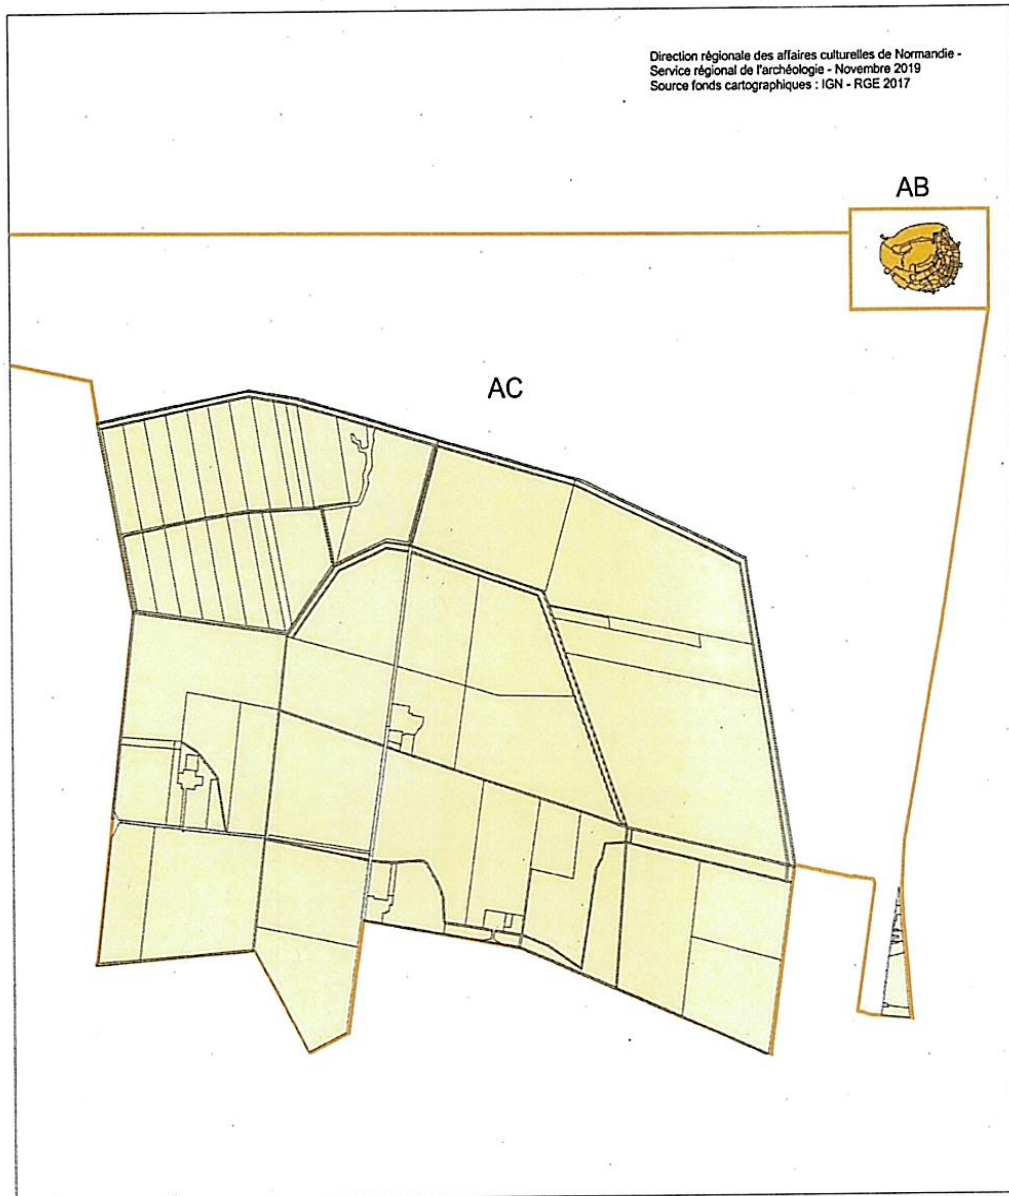 Direction régionale des affaires culturelles de Normandie -
Service régional de l'archéologie - Novembre 2019
Source fonds cartographiques : IGN - RGE 2017
AB
AC